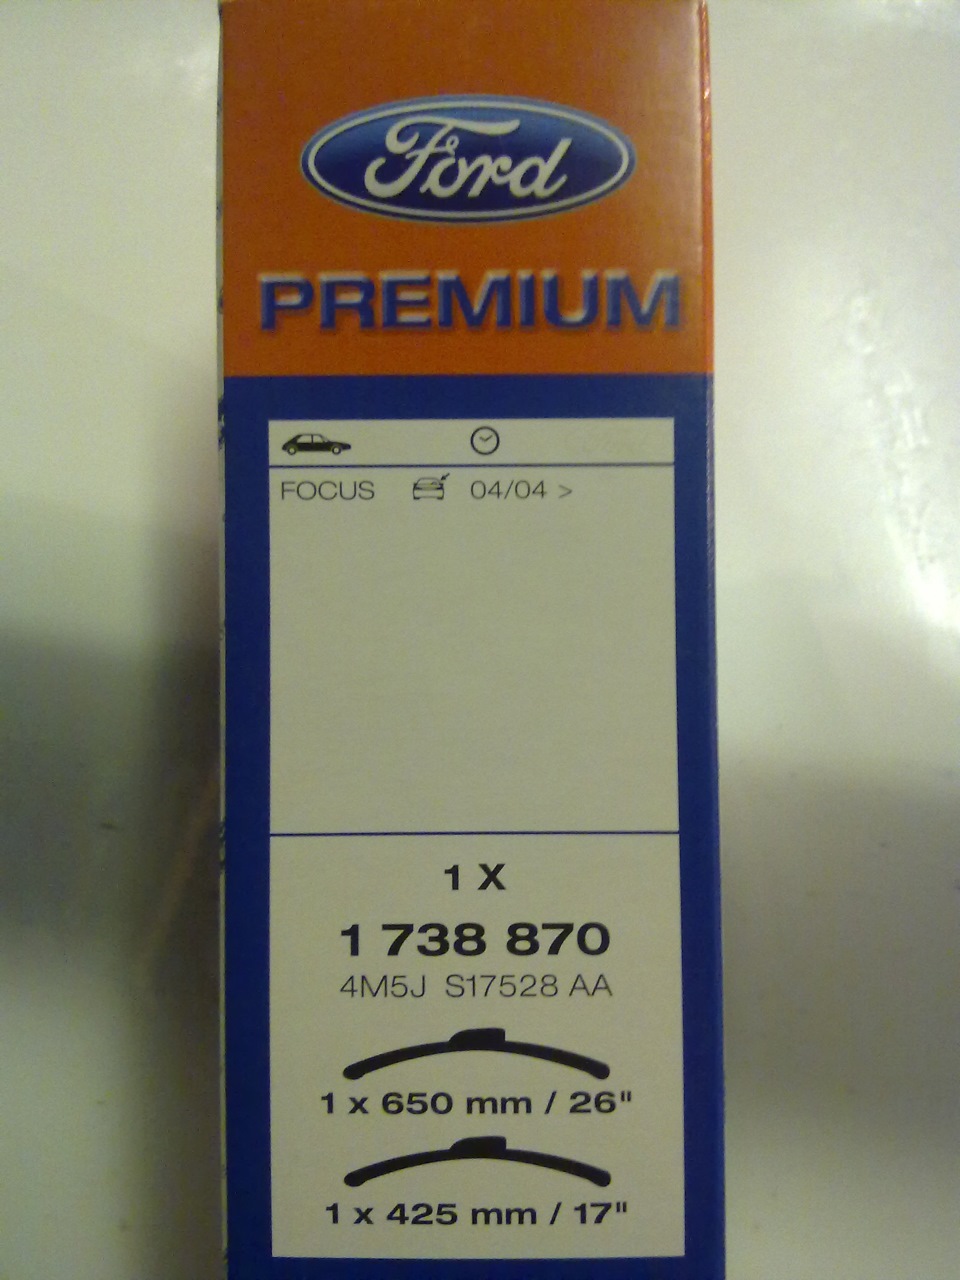 Ford
PREMIUM
FOCUS 04/04 >
1 X
1 738 870
4M5J S17528 AA
1 x 650 mm / 26"
1 x 425 mm / 17"